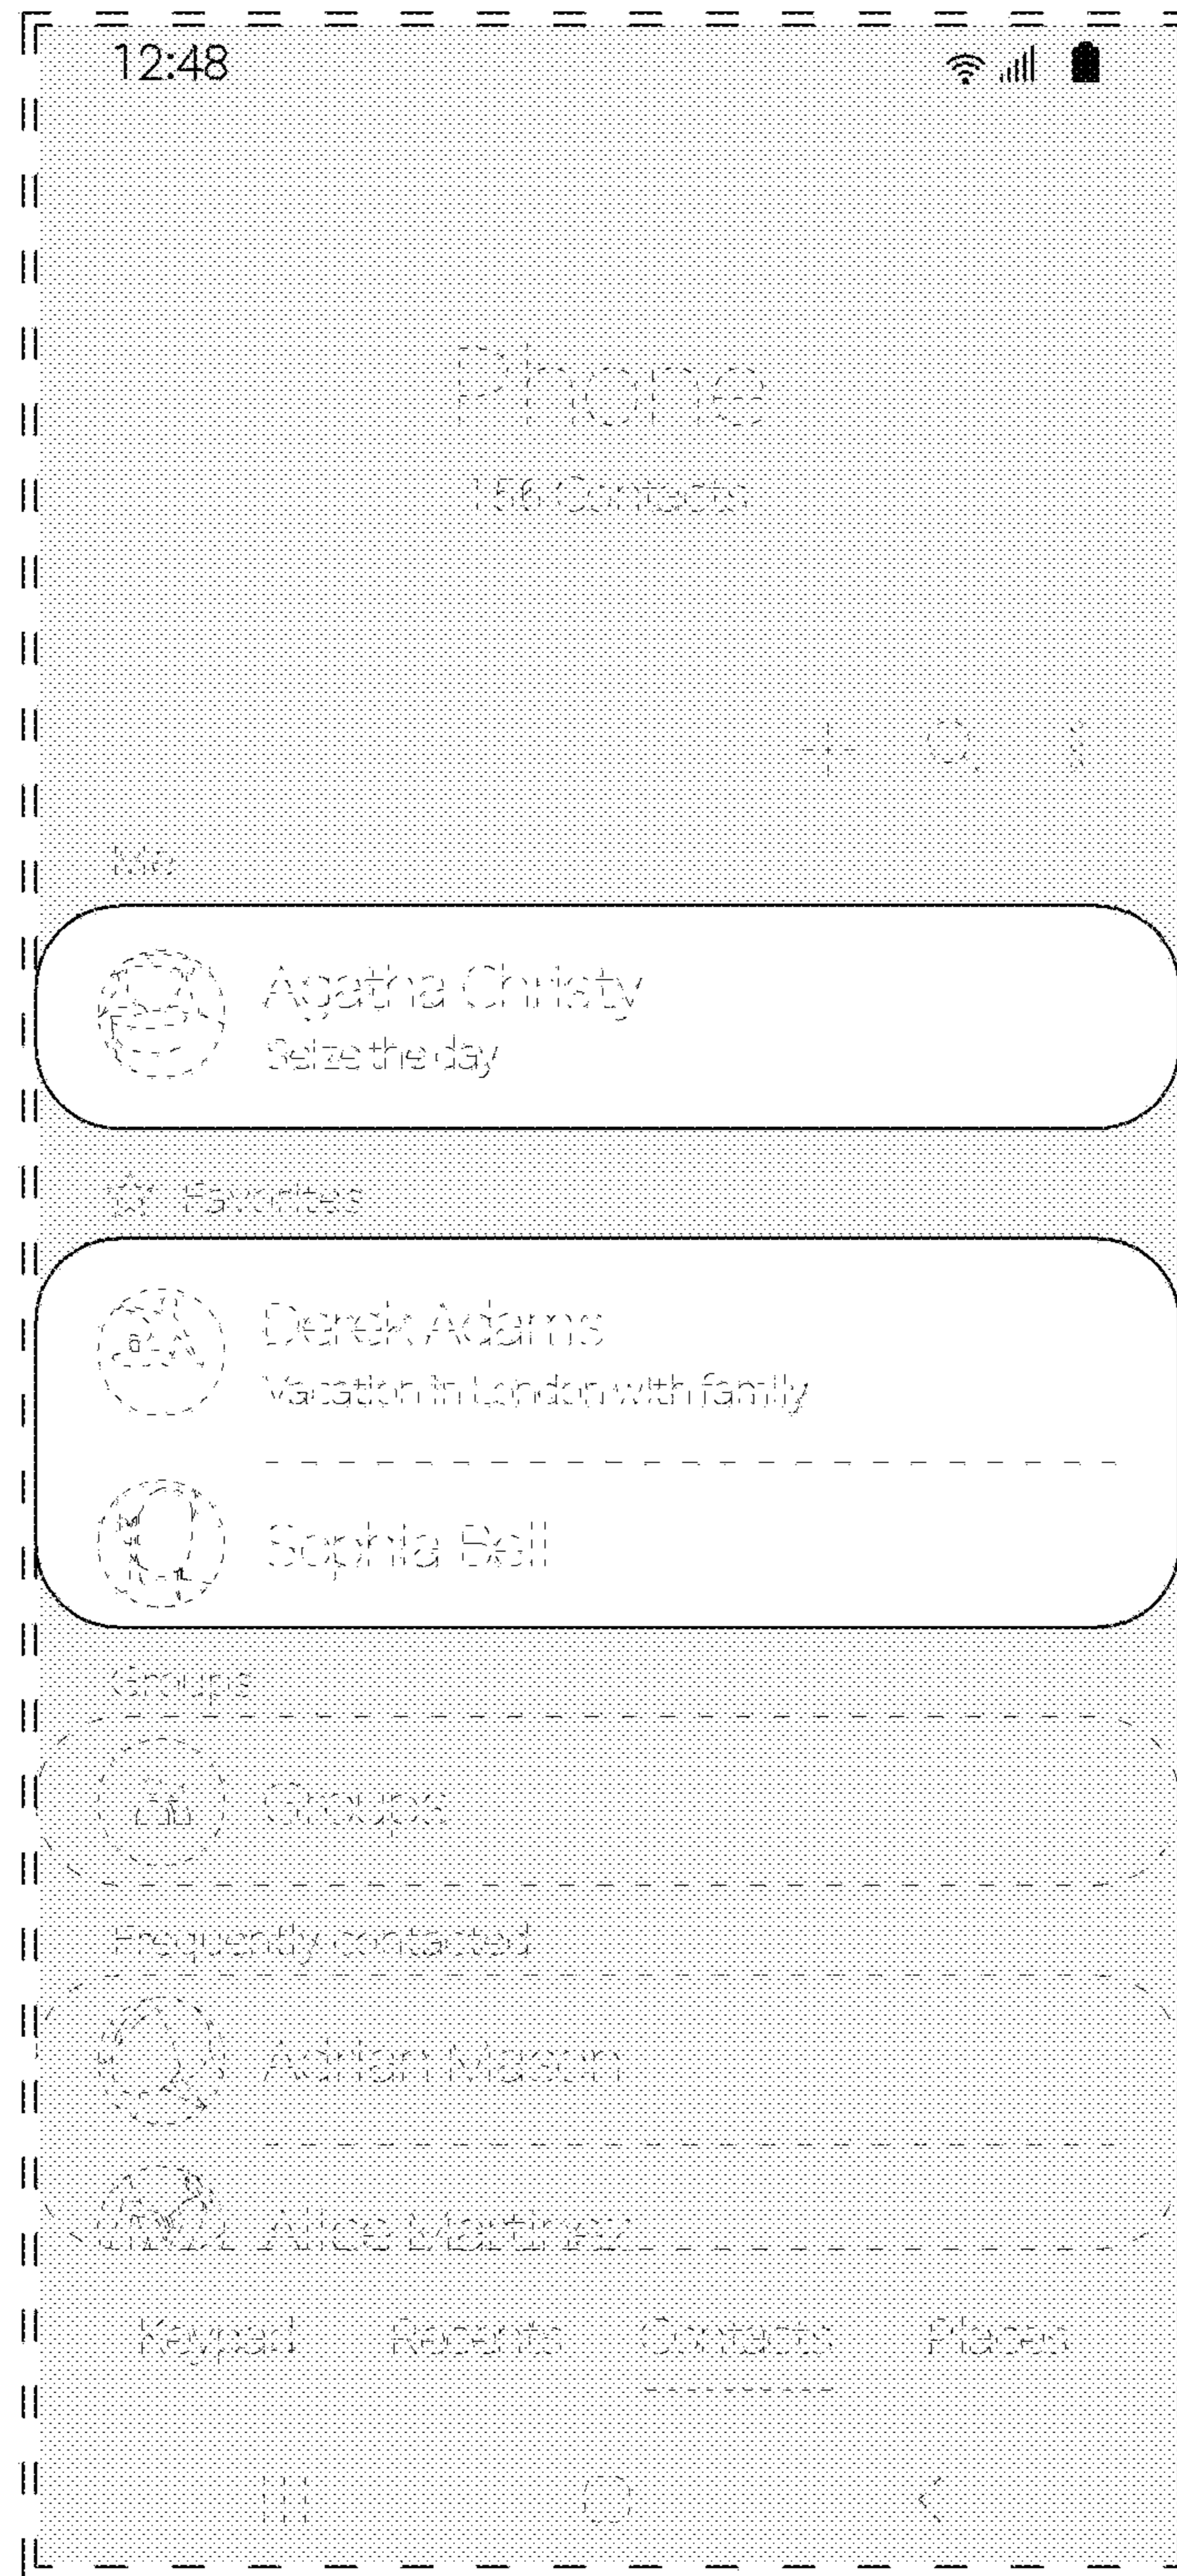 12:48
Phone
156 Contacts
Me
Agatha Christy
Seize the day
Favorites
Derek Adams
Vacation in London with family
Sophia Bell
Groups
Groups
Frequently contacted
Adrian Mason
Alice Martinez
Keypad Recents Contacts Places